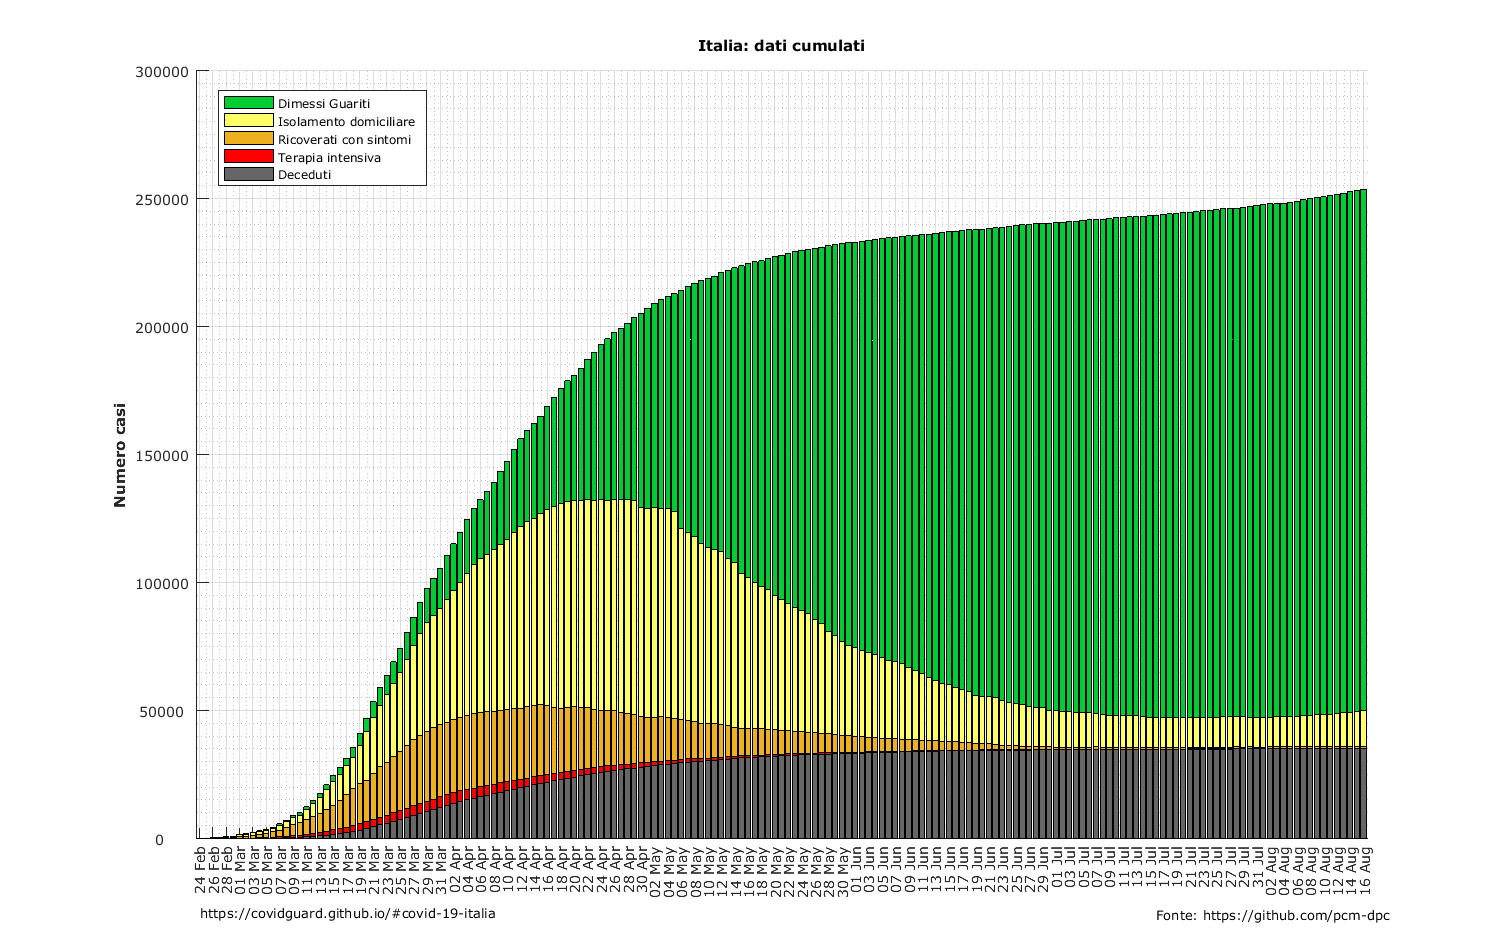 Italia: dati cumulati
300000
250000
200000
150000
100000
50000
0
Numero casi
Dimessi Guariti
Isolamento domiciliare
Ricoverati con sintomi
Terapia intensiva
Deceduti
24 Feb
26 Feb
28 Feb
01 Mar
03 Mar
05 Mar
07 Mar
09 Mar
11 Mar
13 Mar
15 Mar
17 Mar
19 Mar
21 Mar
23 Mar
25 Mar
27 Mar
29 Mar
31 Mar
02 Apr
04 Apr
06 Apr
08 Apr
10 Apr
12 Apr
14 Apr
16 Apr
18 Apr
20 Apr
22 Apr
24 Apr
26 Apr
28 Apr
30 Apr
02 May
04 May
06 May
08 May
10 May
12 May
14 May
16 May
18 May
20 May
22 May
24 May
26 May
28 May
30 May
01 Jun
03 Jun
05 Jun
07 Jun
09 Jun
11 Jun
13 Jun
15 Jun
17 Jun
19 Jun
21 Jun
23 Jun
25 Jun
27 Jun
29 Jun
01 Jul
03 Jul
05 Jul
07 Jul
09 Jul
11 Jul
13 Jul
15 Jul
17 Jul
19 Jul
21 Jul
23 Jul
25 Jul
27 Jul
29 Jul
31 Jul
02 Aug
04 Aug
06 Aug
08 Aug
10 Aug
12 Aug
14 Aug
16 Aug
https://covidguard.github.io/#covid-19-italia
Fonte: https://github.com/pcm-dpc